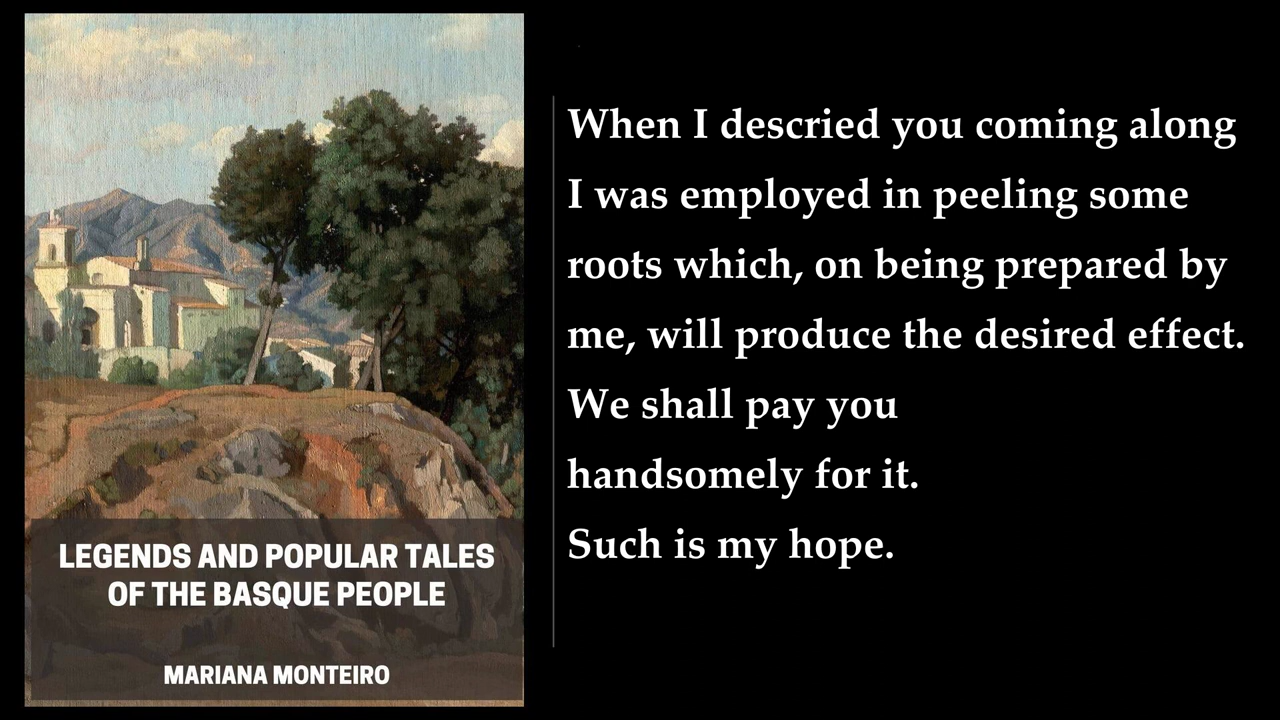 LEGENDS AND POPULAR TALES
OF THE BASQUE PEOPLE
MARIANA MONTEIRO
When I descried you coming along
I was employed in peeling some
roots which, on being prepared by
me, will produce the desired effect.
We shall pay you
handsomely for it.
Such is my hope.